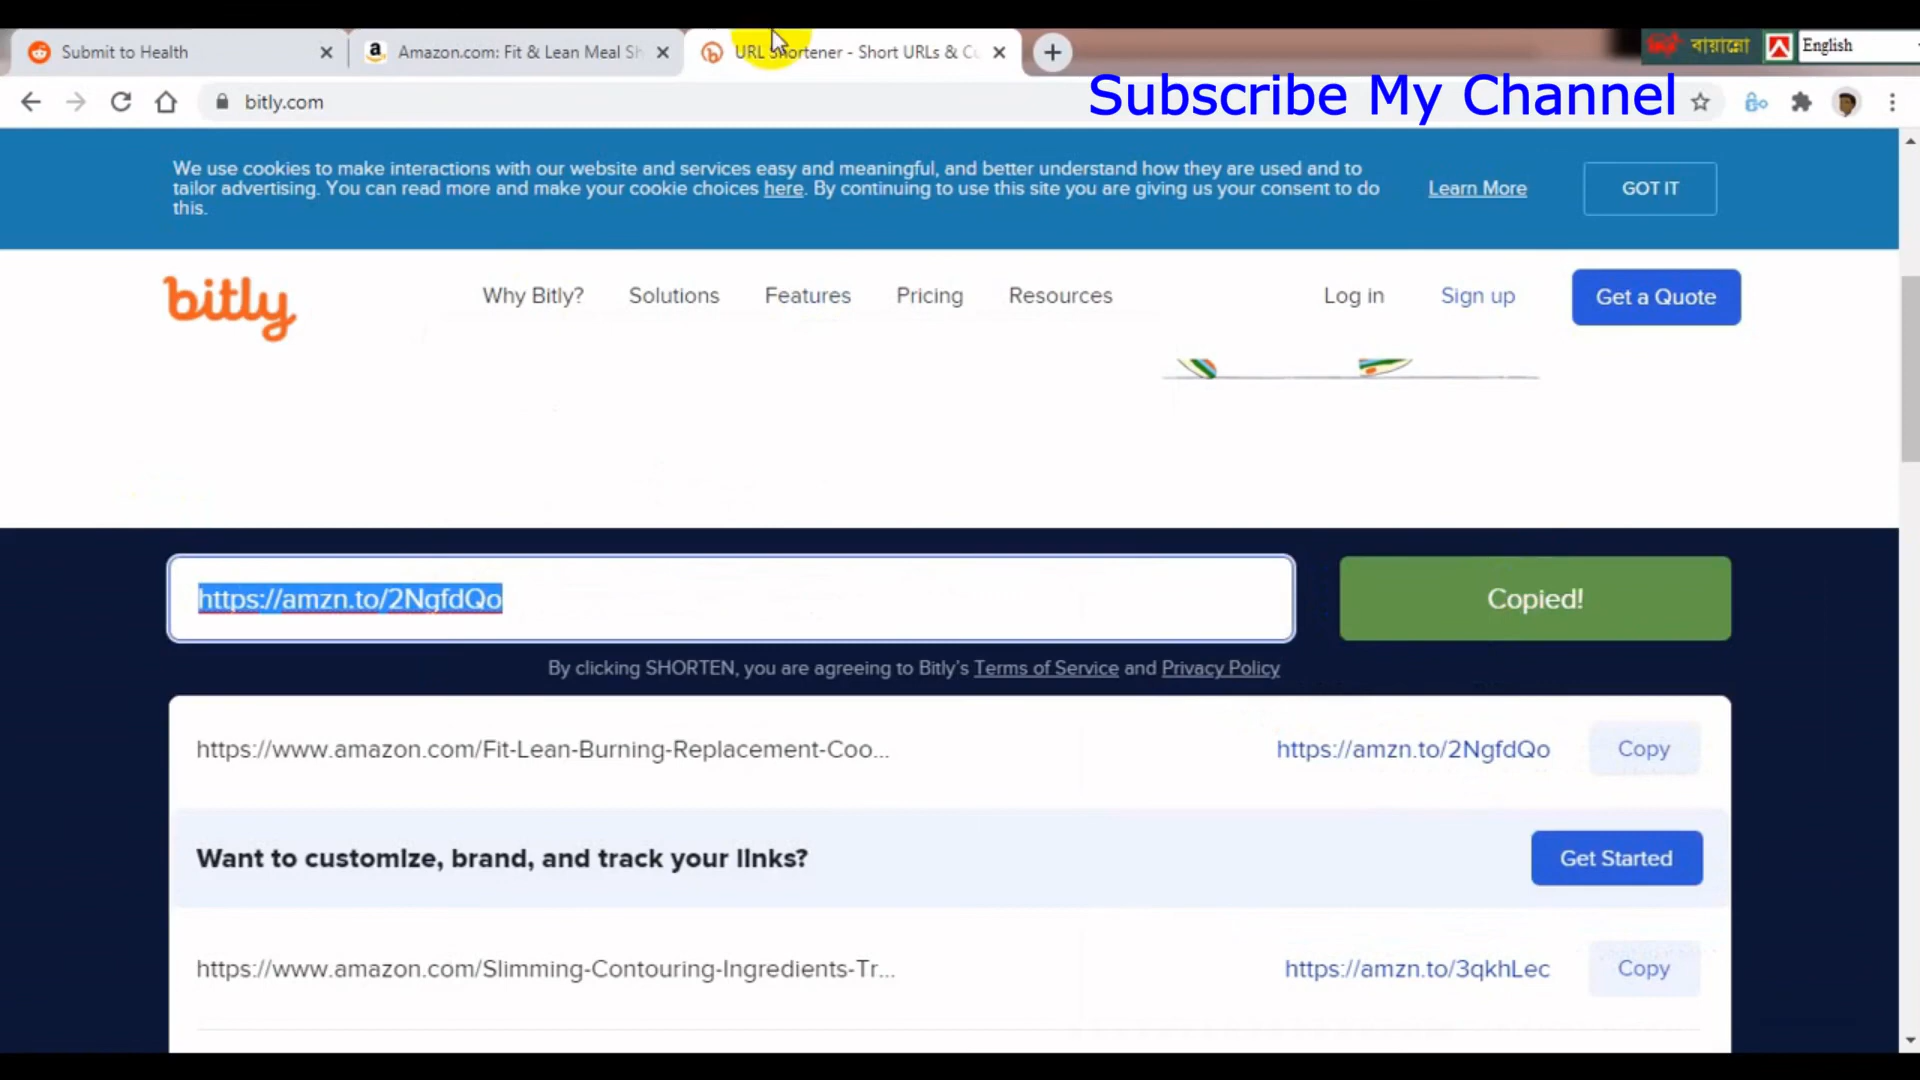 Submit to Health
Amazon.com: Fit & Lean Meal Sh
URL Shortener - Short URLs & Cu
বায়ান্নো
English
bitly.com
Subscribe My Channel
We use cookies to make interactions with our website and services easy and meaningful, and better understand how they are used and to
tailor advertising. You can read more and make your cookie choices here. By continuing to use this site you are giving us your consent to do
this.
Learn More
GOT IT
bitly
Why Bitly?
Solutions
Features
Pricing
Resources
Log in
Sign up
Get a Quote
https://amzn.to/2NgfdQo
Copied!
By clicking SHORTEN, you are agreeing to Bitly's Terms of Service and Privacy Policy
https://www.amazon.com/Fit-Lean-Burning-Replacement-Coo...
https://amzn.to/2NgfdQo
Copy
Want to customize, brand, and track your links?
Get Started
https://www.amazon.com/Slimming-Contouring-Ingredients-Tr...
https://amzn.to/3qkhLec
Copy